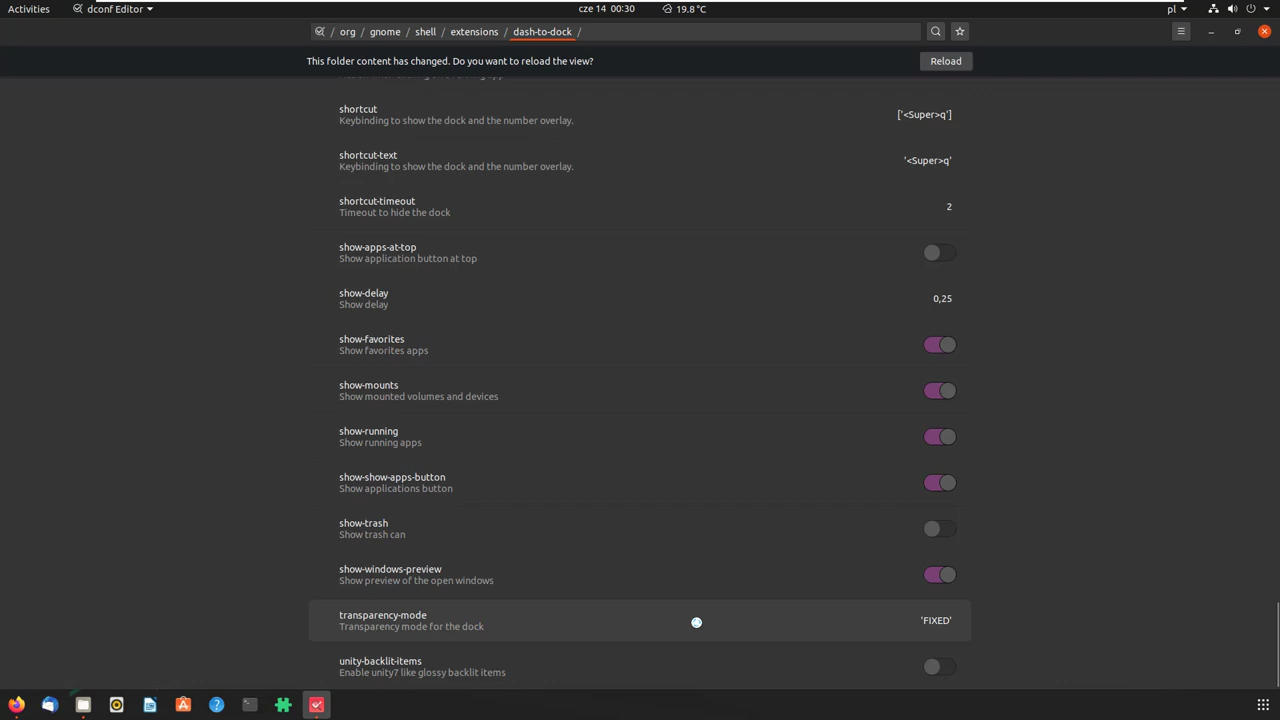 Activities
dconf Editor
cze 14 00:30
19.8 °C
pl
/ org / gnome / shell / extensions / dash-to-dock /
This folder content has changed. Do you want to reload the view?
Reload
shortcut
['<Super>q']
Keybinding to show the dock and the number overlay.
shortcut-text
'<Super>q'
Keybinding to show the dock and the number overlay.
shortcut-timeout
2
Timeout to hide the dock
show-apps-at-top
Show application button at top
show-delay
0,25
Show delay
show-favorites
Show favorites apps
show-mounts
Show mounted volumes and devices
show-running
Show running apps
show-show-apps-button
Show applications button
show-trash
Show trash can
show-windows-preview
Show preview of the open windows
transparency-mode
'FIXED'
Transparency mode for the dock
unity-backlit-items
Enable unity7 like glossy backlit items